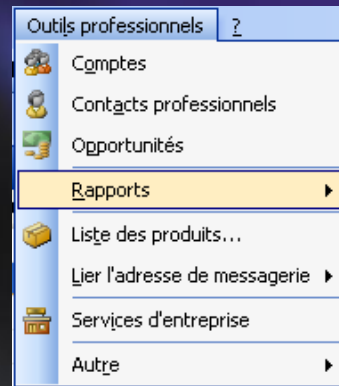 Outils professionnels ?
Comptes
Contacts professionnels
Opportunités
Rapports
Liste des produits...
Lier l'adresse de messagerie
Services d'entreprise
Autre